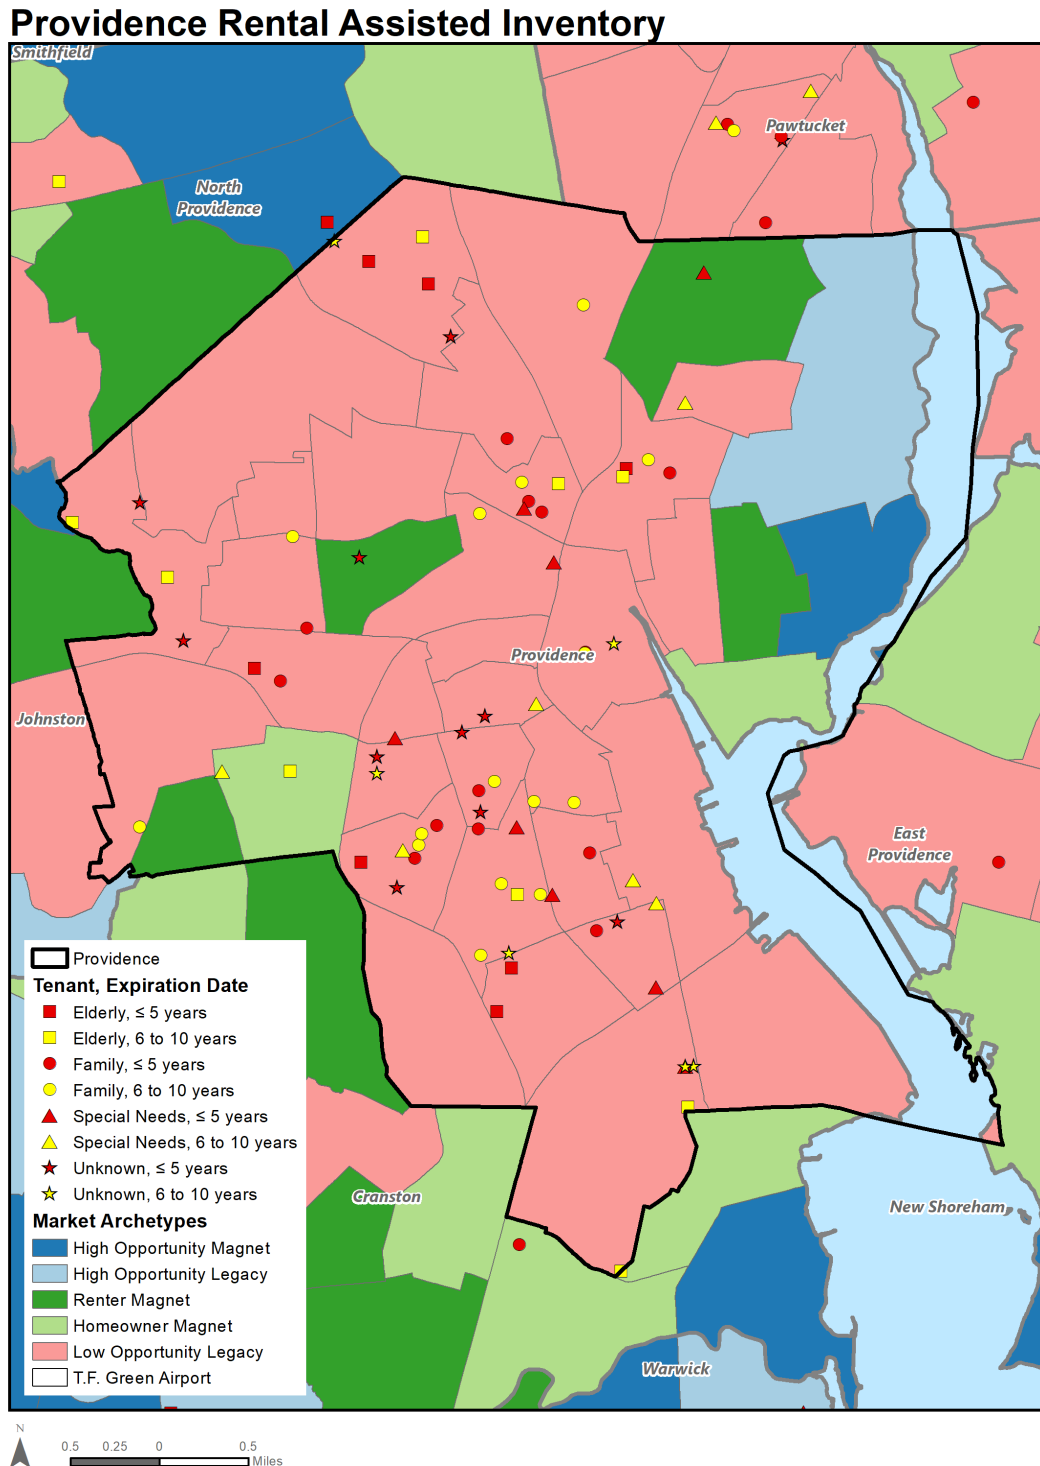 Providence Rental Assisted Inventory
Smithfield
Pawtucket
North
Providence
Providence
Johnston
East
Providence
Providence
Tenant, Expiration Date
Elderly, ≤ 5 years
Elderly, 6 to 10 years
Family, ≤ 5 years
Family, 6 to 10 years
Special Needs, ≤ 5 years
Special Needs, 6 to 10 years
Unknown, ≤ 5 years
Unknown, 6 to 10 years
Market Archetypes
High Opportunity Magnet
High Opportunity Legacy
Renter Magnet
Homeowner Magnet
Low Opportunity Legacy
T.F. Green Airport
Cranston
New Shoreham
Warwick
N
0.5 0.25 0 0.5
Miles